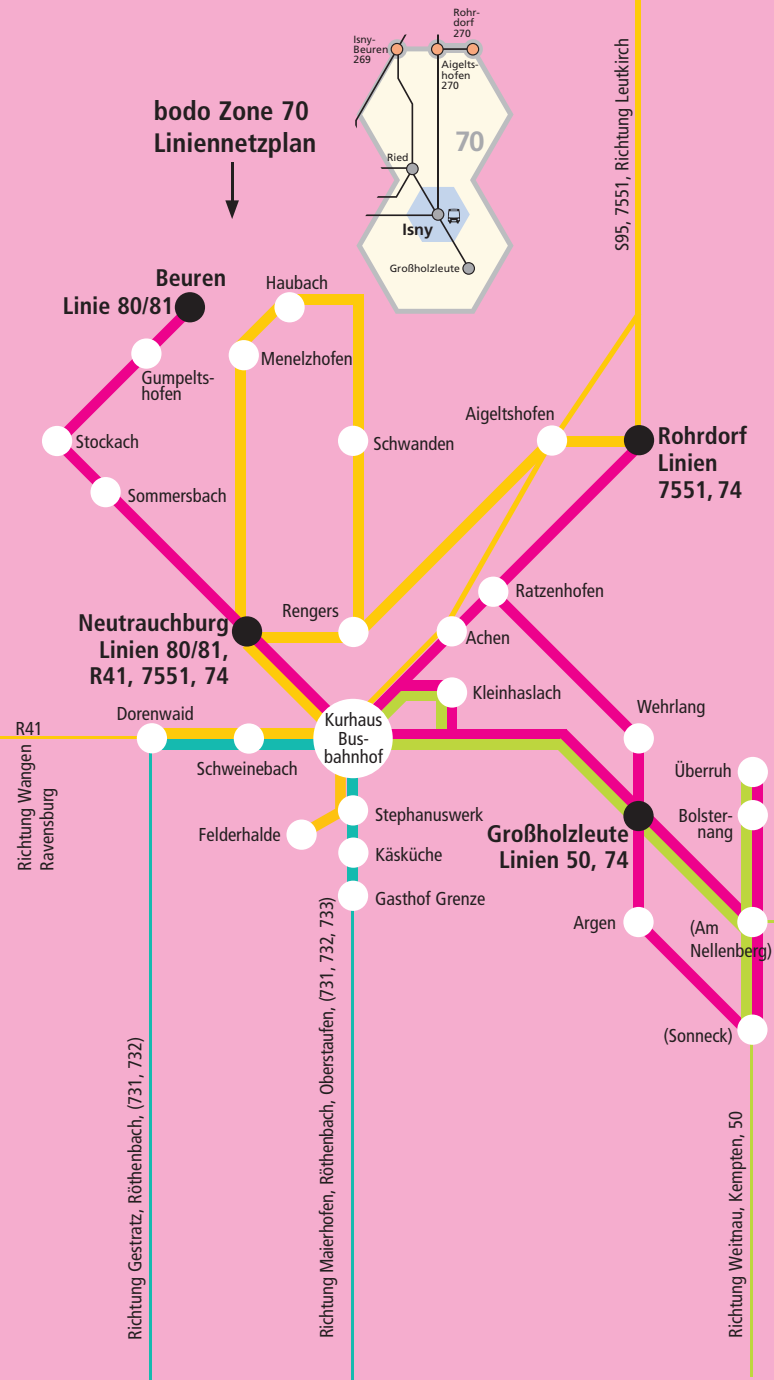 bodo Zone 70
Liniennetzplan
Isny-
Beuren
269
Rohr-
dorf
270
Aigelts-
hofen
270
70
Ried
Isny
Großholzleute
S95, 7551, Richtung Leutkirch
Beuren
Linie 80/81
Haubach
Gumpelts-
hofen
Menelzhofen
Stockach
Schwanden
Aigeltshofen
Rohrdorf
Linien
7551, 74
Sommersbach
Neutrauchburg
Linien 80/81,
R41, 7551, 74
Rengers
Ratzenhofen
Achen
Kleinhaslach
Wehrlang
Dorenwaid
R41
Richtung Wangen
Ravensburg
Schweinebach
Kurhaus
Bus-
bahnhof
Überruh
Bolster-
nang
Stephanuswerk
Felderhalde
Käsküche
Gasthof Grenze
Großholzleute
Linien 50, 74
Argen
(Am
Nellenberg)
(Sonneck)
Richtung Gestratz, Röthenbach, (731, 732)
Richtung Maierhofen, Röthenbach, Oberstaufen, (731, 732, 733)
Richtung Weitnau, Kempten, 50